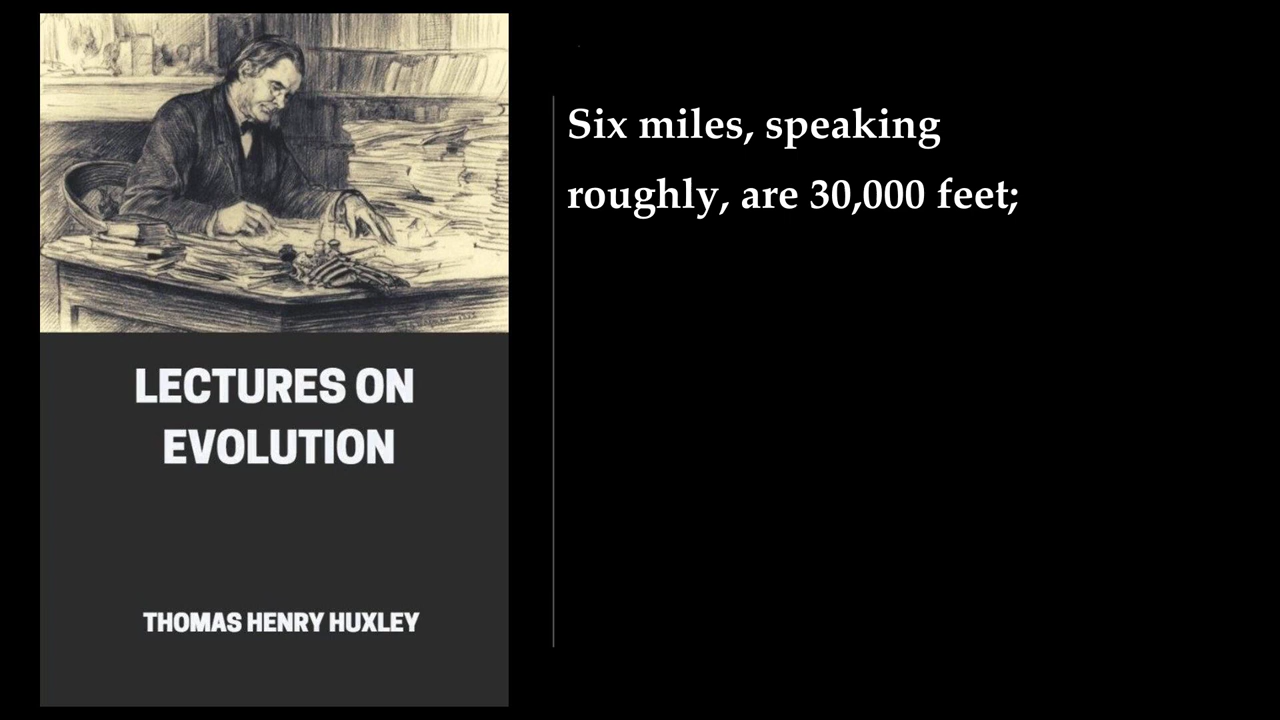 LECTURES ON
EVOLUTION
THOMAS HENRY HUXLEY
Six miles, speaking
roughly, are 30,000 feet;